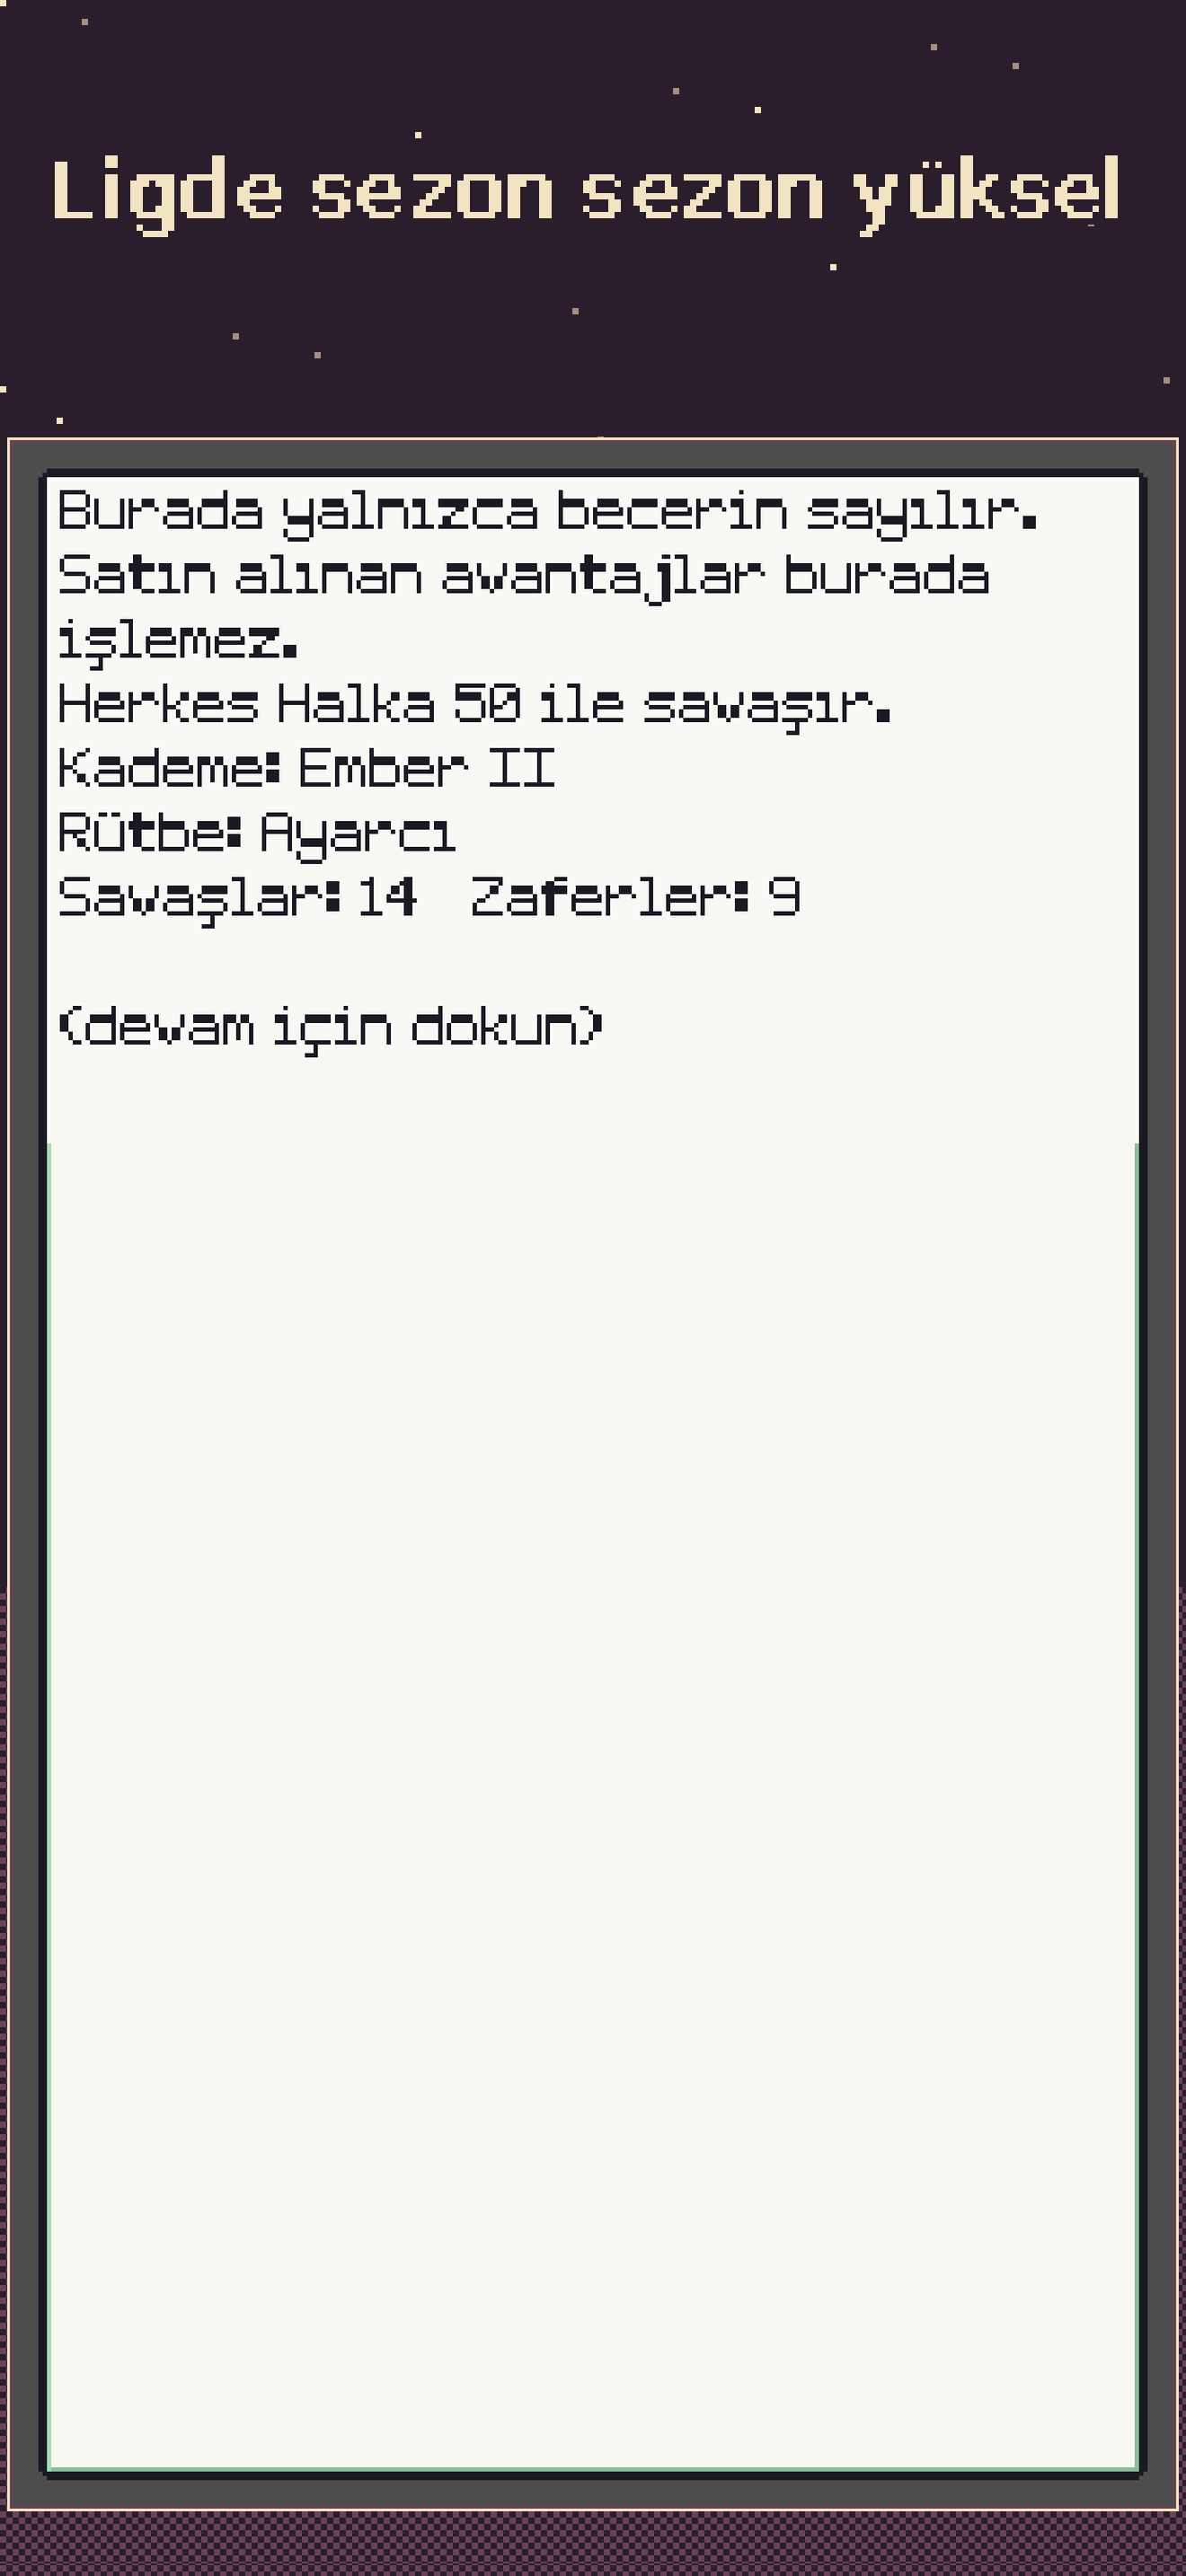 Ligde sezon sezon yüksel
Burada yalnızca becerin sayılır.
Satın alınan avantajlar burada
işlemez.
Herkes Halka 50 ile savaşır.
Kademe: Ember II
Rütbe: Ayarcı
Savaşlar: 14 Zaferler: 9
(devam için dokun)